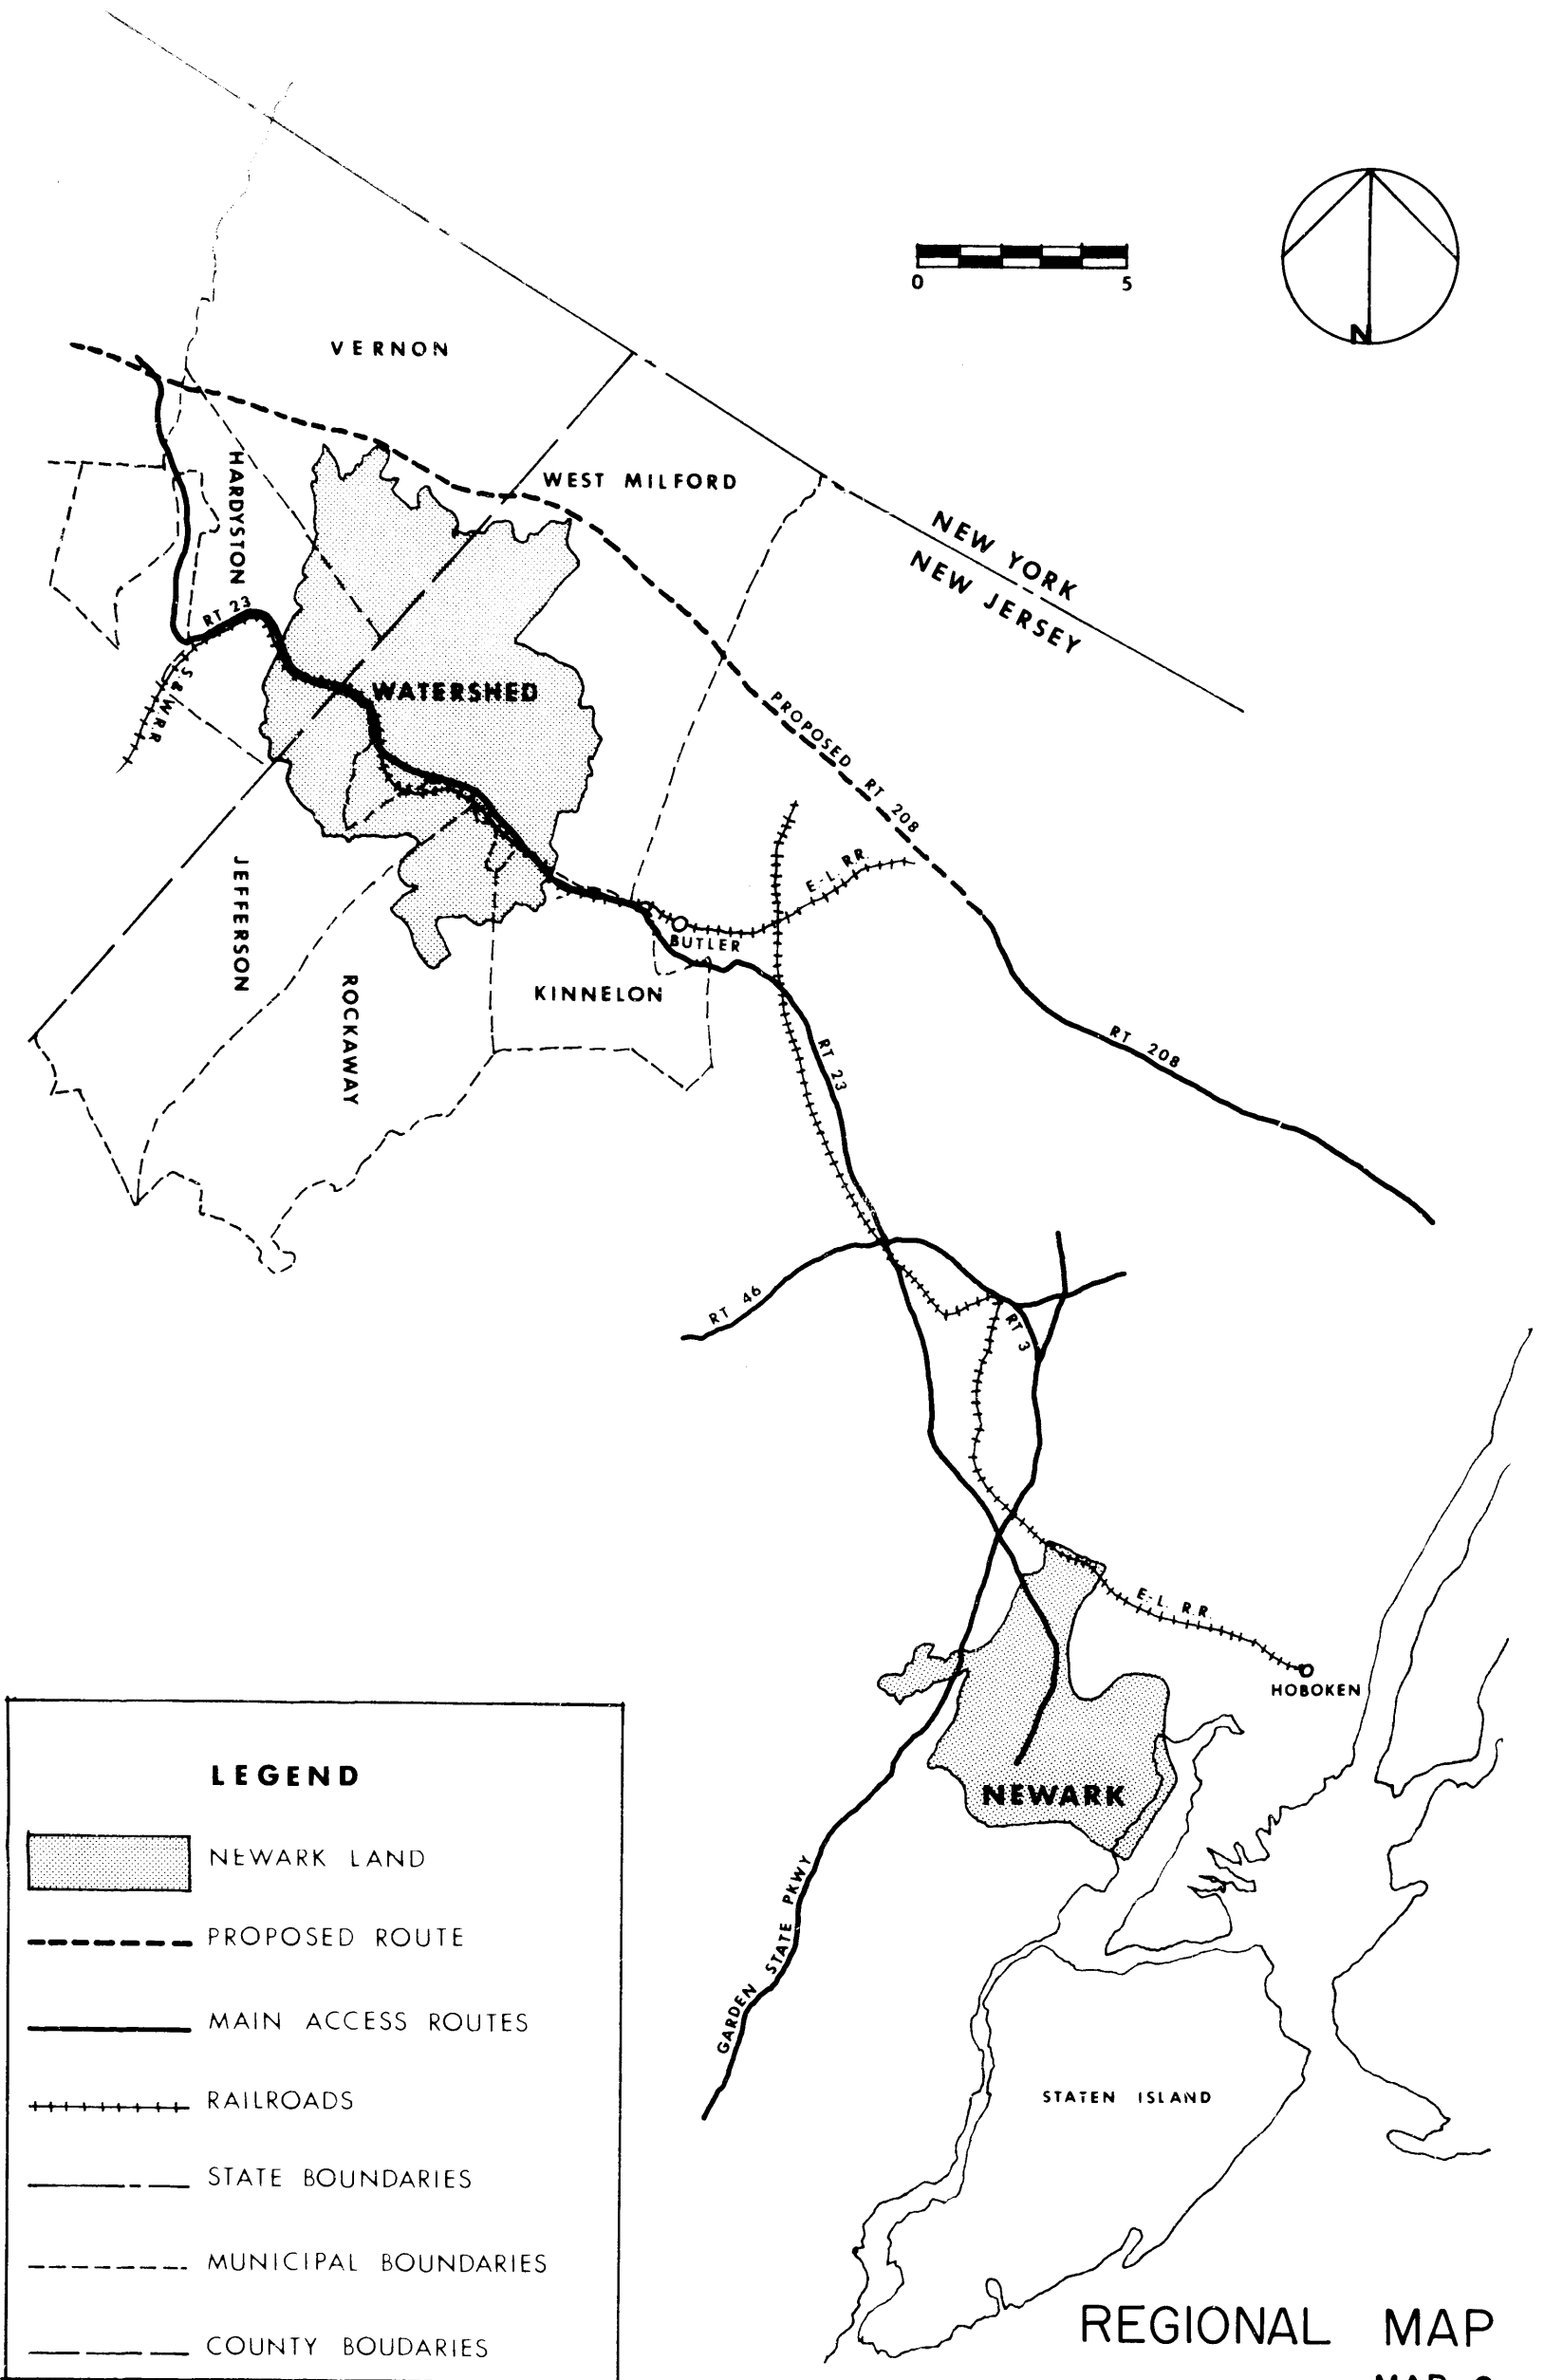 0 5
N
VERNON
WEST MILFORD
HARDYSTON
NEW YORK
NEW JERSEY
RT 23
WATERSHED
S.&W.R.R.
PROPOSED RT 208
E-L. RR.
JEFFERSON
BUTLER
ROCKAWAY
KINNELON
RT 23
RT 208
RT 46
RT 3
E-L. R.R.
HOBOKEN
NEWARK
GARDEN STATE PKWY
STATEN ISLAND
LEGEND
NEWARK LAND
PROPOSED ROUTE
MAIN ACCESS ROUTES
RAILROADS
STATE BOUNDARIES
MUNICIPAL BOUNDARIES
COUNTY BOUDARIES
REGIONAL MAP